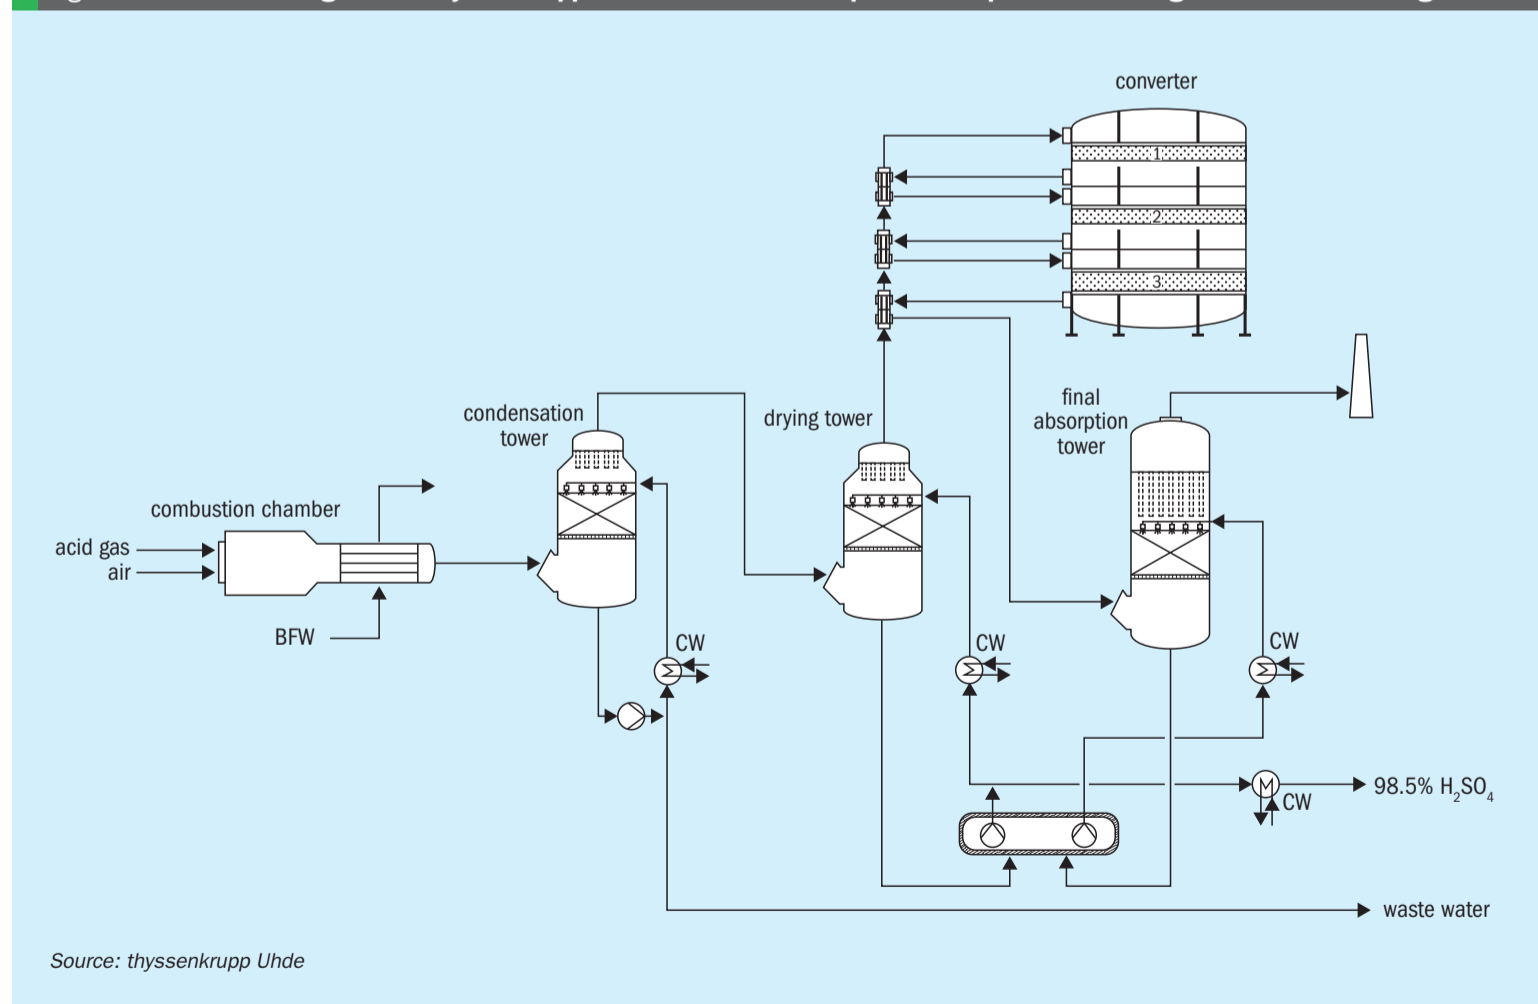 converter
1
2
3
final
absorption
tower
condensation
tower
drying tower
combustion chamber
acid gas
air
BFW
CW
CW
CW
98.5% H₂SO₄
CW
waste water
Source: thyssenkrupp Uhde